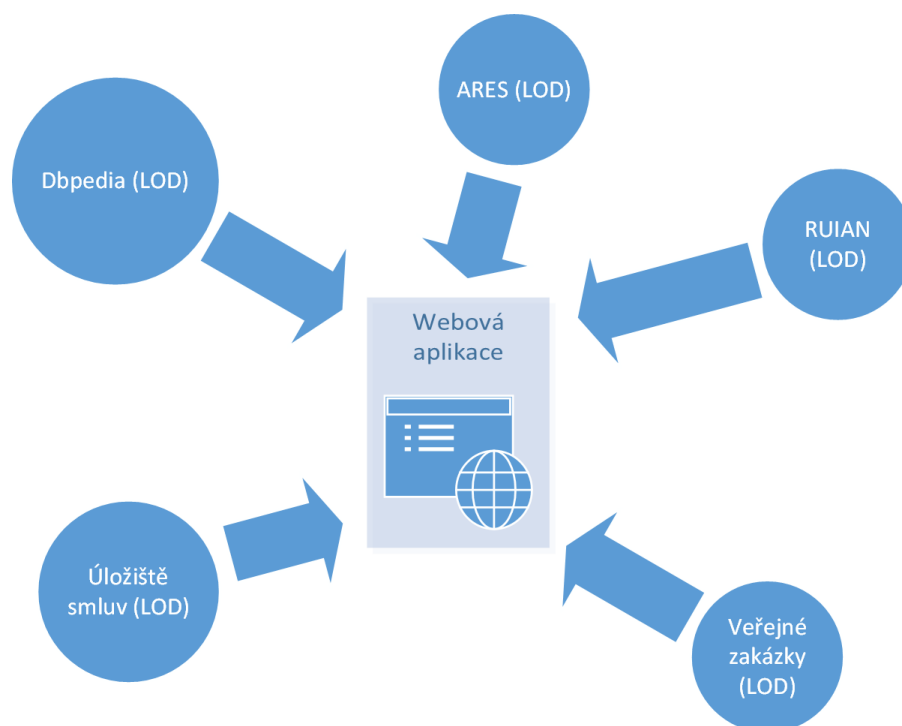 ARES (LOD)
Dbpedia (LOD)
RUIAN
(LOD)
Webová
aplikace
Úložiště
smluv (LOD)
Veřejné
zakázky
(LOD)